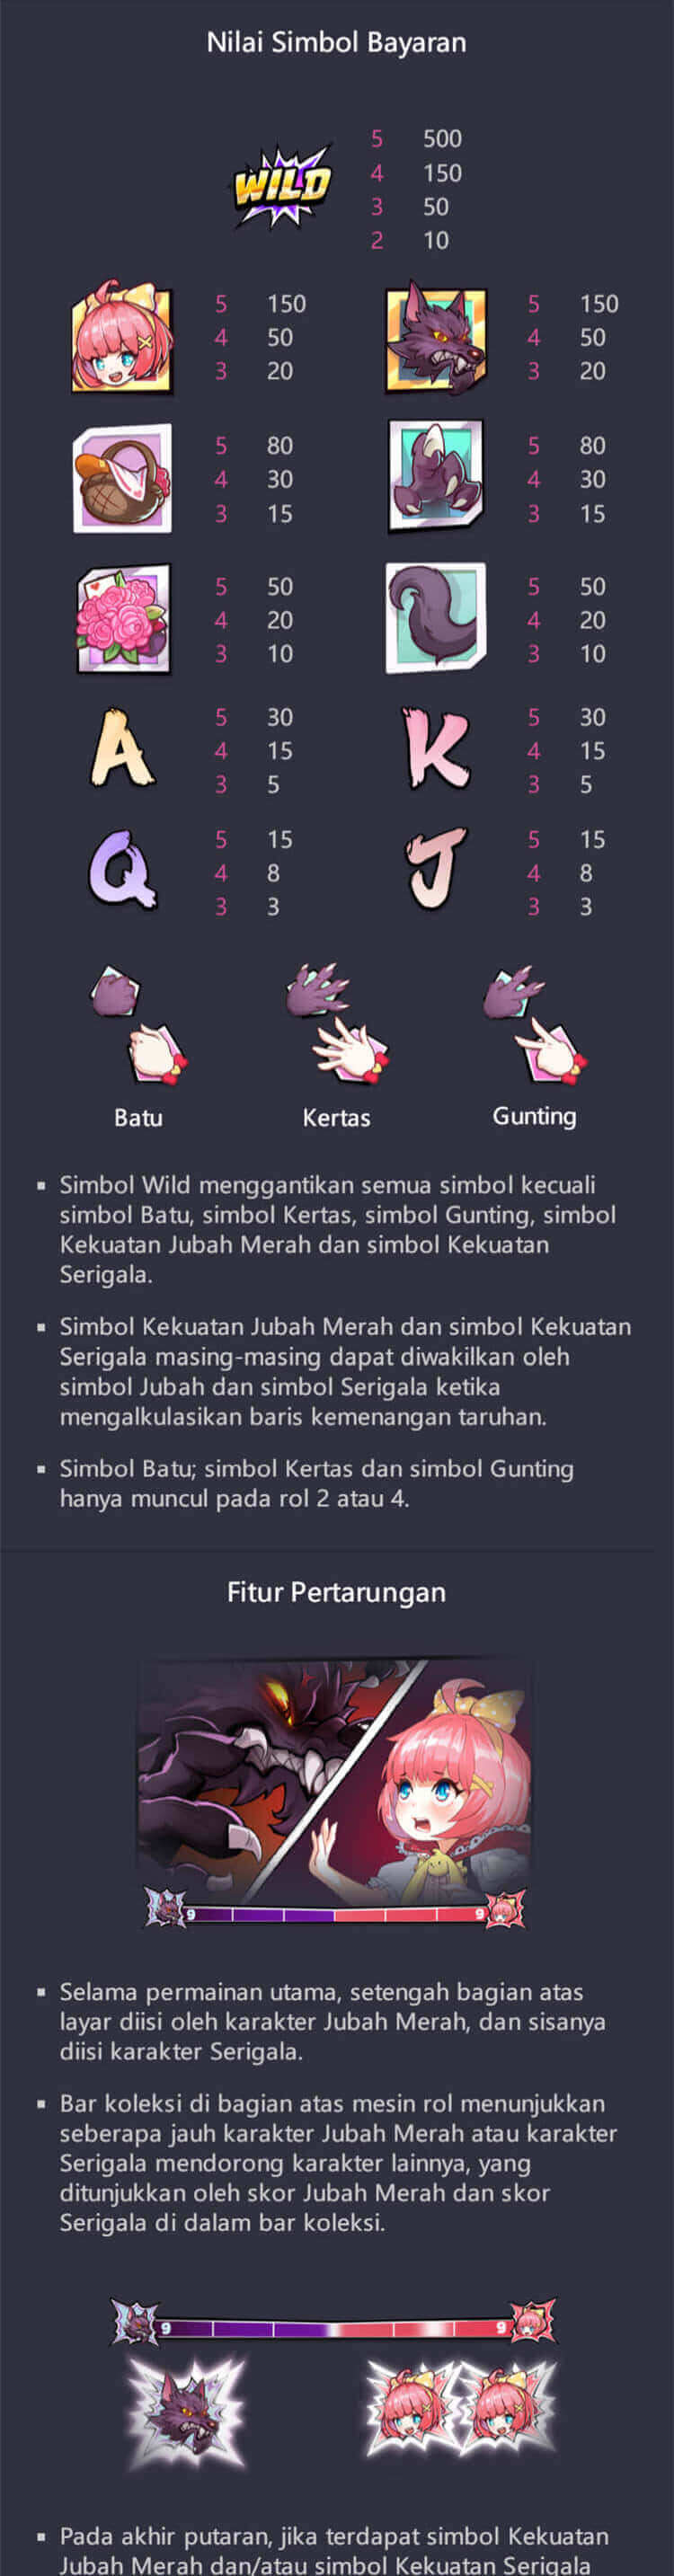 Nilai Simbol Bayaran
WILD
5 500
4 150
3 50
2 10
5 150
4 50
3 20
5 150
4 50
3 20
5 80
4 30
3 15
5 80
4 30
3 15
5 50
4 20
3 10
5 50
4 20
3 10
A
5 30
4 15
3 5
K
5 30
4 15
3 5
Q
5 15
4 8
3 3
J
5 15
4 8
3 3
Batu
Kertas
Gunting
▪ Simbol Wild menggantikan semua simbol kecuali
simbol Batu, simbol Kertas, simbol Gunting, simbol
Kekuatan Jubah Merah dan simbol Kekuatan
Serigala.
▪ Simbol Kekuatan Jubah Merah dan simbol Kekuatan
Serigala masing-masing dapat diwakilkan oleh
simbol Jubah dan simbol Serigala ketika
mengalkulasikan baris kemenangan taruhan.
▪ Simbol Batu; simbol Kertas dan simbol Gunting
hanya muncul pada rol 2 atau 4.
Fitur Pertarungan
9 9
▪ Selama permainan utama, setengah bagian atas
layar diisi oleh karakter Jubah Merah, dan sisanya
diisi karakter Serigala.
▪ Bar koleksi di bagian atas mesin rol menunjukkan
seberapa jauh karakter Jubah Merah atau karakter
Serigala mendorong karakter lainnya, yang
ditunjukkan oleh skor Jubah Merah dan skor
Serigala di dalam bar koleksi.
9 9
▪ Pada akhir putaran, jika terdapat simbol Kekuatan
Jubah Merah dan/atau simbol Kekuatan Serigala